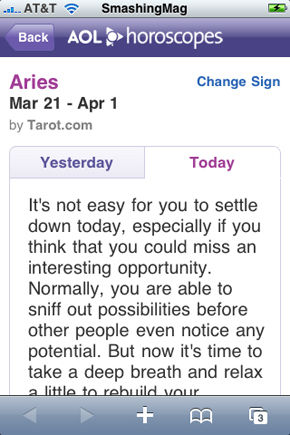 AT&T SmashingMag
Back AOL horoscopes
Aries Change Sign
Mar 21 - Apr 1
by Tarot.com
Yesterday Today
It's not easy for you to settle
down today, especially if you
think that you could miss an
interesting opportunity.
Normally, you are able to
sniff out possibilities before
other people even notice any
potential. But now it's time to
take a deep breath and relax
a little to rebuild your
3